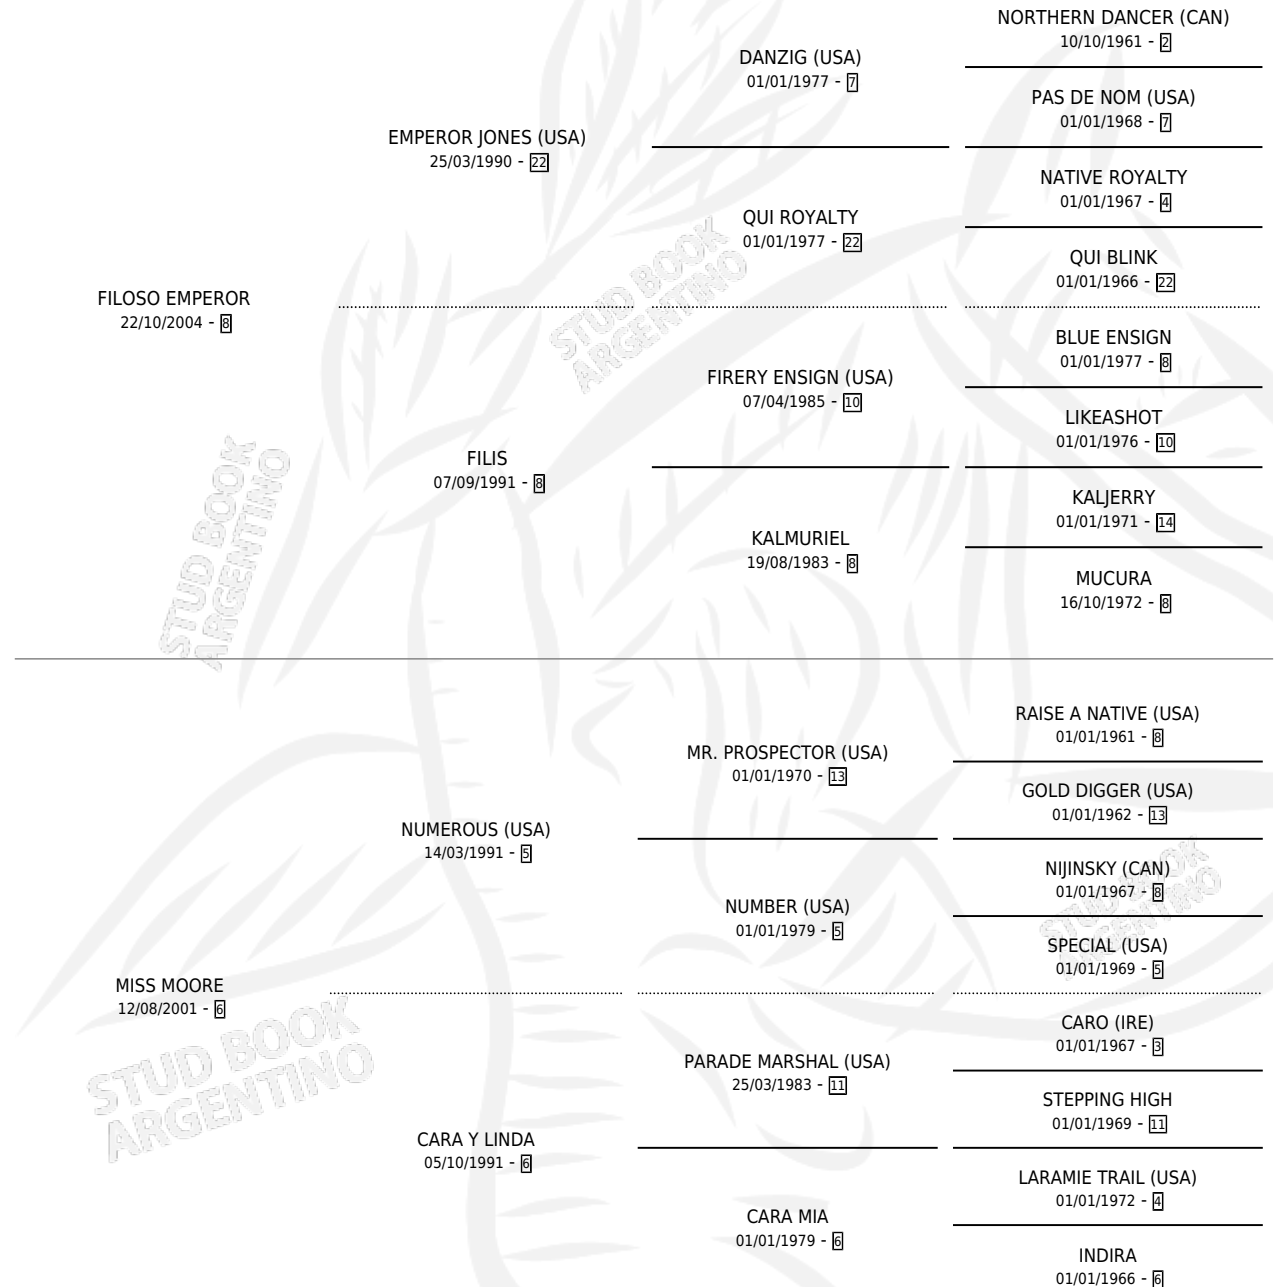 NORTHERN DANCER (CAN)
10/10/1961 - 2
DANZIG (USA)
01/01/1977 - 7
PAS DE NOM (USA)
01/01/1968 - 7
EMPEROR JONES (USA)
25/03/1990 - 22
NATIVE ROYALTY
01/01/1967 - 4
QUI ROYALTY
01/01/1977 - 22
QUI BLINK
01/01/1966 - 22
FILOSO EMPEROR
22/10/2004 - 8
BLUE ENSIGN
01/01/1977 - 8
FIRERY ENSIGN (USA)
07/04/1985 - 10
LIKEASHOT
01/01/1976 - 10
FILIS
07/09/1991 - 8
KALJERRY
01/01/1971 - 14
KALMURIEL
19/08/1983 - 8
MUCURA
16/10/1972 - 8
STUD BOOK
ARGENTINO
STUD BOOK
ARGENTINO
RAISE A NATIVE (USA)
01/01/1961 - 8
MR. PROSPECTOR (USA)
01/01/1970 - 13
GOLD DIGGER (USA)
01/01/1962 - 13
NUMEROUS (USA)
14/03/1991 - 5
NIJINSKY (CAN)
01/01/1967 - 8
NUMBER (USA)
01/01/1979 - 5
SPECIAL (USA)
01/01/1969 - 5
MISS MOORE
12/08/2001 - 6
CARO (IRE)
01/01/1967 - 3
PARADE MARSHAL (USA)
25/03/1983 - 11
STEPPING HIGH
01/01/1969 - 11
CARA Y LINDA
05/10/1991 - 6
LARAMIE TRAIL (USA)
01/01/1972 - 4
CARA MIA
01/01/1979 - 6
INDIRA
01/01/1966 - 6
STUD BOOK
ARGENTINO
STUD BOOK
ARGENTINO